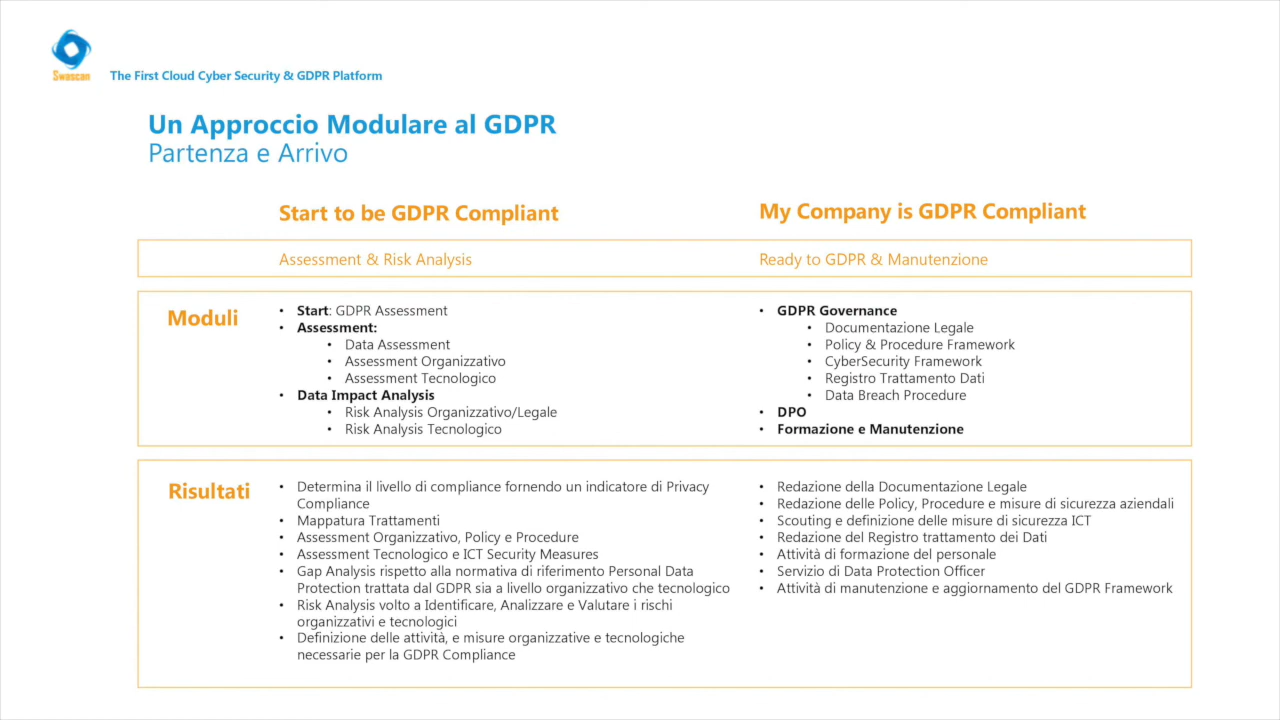 Swascan
The First Cloud Cyber Security & GDPR Platform
Un Approccio Modulare al GDPR
Partenza e Arrivo
Start to be GDPR Compliant
My Company is GDPR Compliant
Assessment & Risk Analysis
Ready to GDPR & Manutenzione
Moduli
• Start: GDPR Assessment
• Assessment:
• Data Assessment
• Assessment Organizzativo
• Assessment Tecnologico
• Data Impact Analysis
• Risk Analysis Organizzativo/Legale
• Risk Analysis Tecnologico
• GDPR Governance
• Documentazione Legale
• Policy & Procedure Framework
• CyberSecurity Framework
• Registro Trattamento Dati
• Data Breach Procedure
• DPO
• Formazione e Manutenzione
Risultati
• Determina il livello di compliance fornendo un indicatore di Privacy
Compliance
• Mappatura Trattamenti
• Assessment Organizzativo, Policy e Procedure
• Assessment Tecnologico e ICT Security Measures
• Gap Analysis rispetto alla normativa di riferimento Personal Data
Protection trattata dal GDPR sia a livello organizzativo che tecnologico
• Risk Analysis volto a Identificare, Analizzare e Valutare i rischi
organizzativi e tecnologici
• Definizione delle attività, e misure organizzative e tecnologiche
necessarie per la GDPR Compliance
• Redazione della Documentazione Legale
• Redazione delle Policy, Procedure e misure di sicurezza aziendali
• Scouting e definizione delle misure di sicurezza ICT
• Redazione del Registro trattamento dei Dati
• Attività di formazione del personale
• Servizio di Data Protection Officer
• Attività di manutenzione e aggiornamento del GDPR Framework